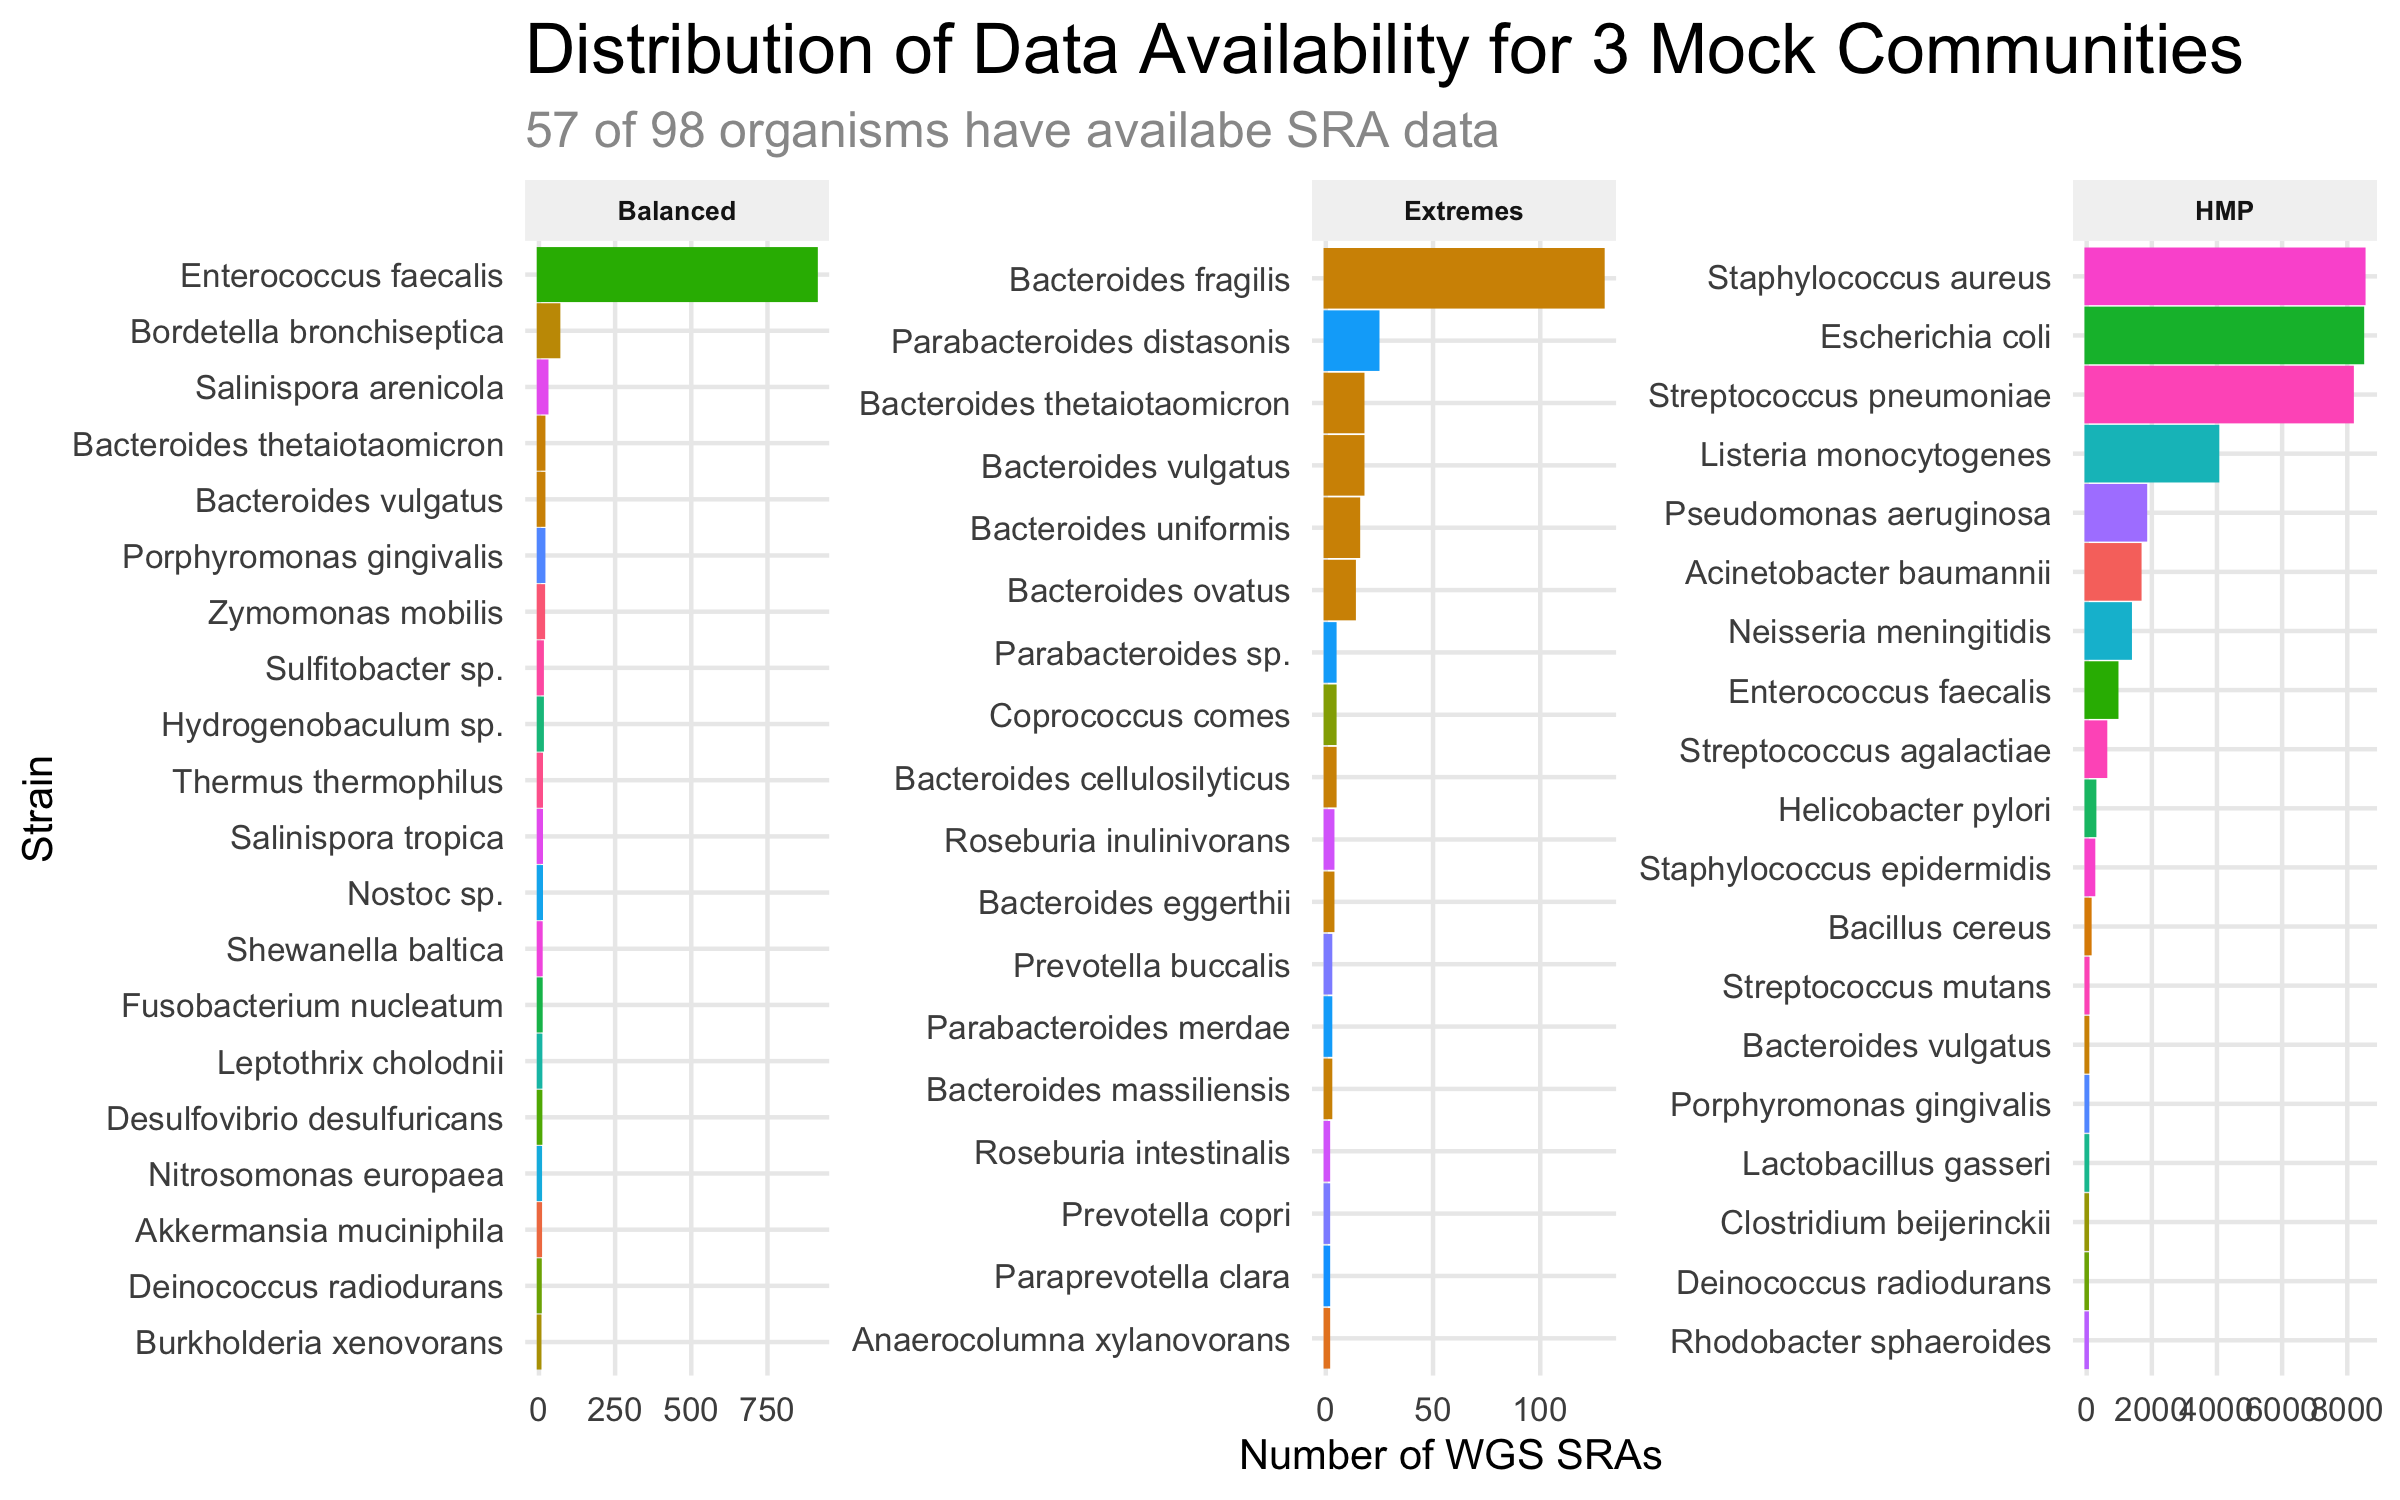 Distribution of Data Availability for 3 Mock Communities
57 of 98 organisms have availabe SRA data
Balanced
Enterococcus faecalis
Bordetella bronchiseptica
Salinispora arenicola
Bacteroides thetaiotaomicron
Bacteroides vulgatus
Porphyromonas gingivalis
Zymomonas mobilis
Sulfitobacter sp.
Hydrogenobaculum sp.
Thermus thermophilus
Salinispora tropica
Nostoc sp.
Shewanella baltica
Fusobacterium nucleatum
Leptothrix cholodnii
Desulfovibrio desulfuricans
Nitrosomonas europaea
Akkermansia muciniphila
Deinococcus radiodurans
Burkholderia xenovorans
0 250 500 750
Extremes
Bacteroides fragilis
Parabacteroides distasonis
Bacteroides thetaiotaomicron
Bacteroides vulgatus
Bacteroides uniformis
Bacteroides ovatus
Parabacteroides sp.
Coprococcus comes
Bacteroides cellulosilyticus
Roseburia inulinivorans
Bacteroides eggerthii
Prevotella buccalis
Parabacteroides merdae
Bacteroides massiliensis
Roseburia intestinalis
Prevotella copri
Paraprevotella clara
Anaerocolumna xylanovorans
0 50 100
HMP
Staphylococcus aureus
Escherichia coli
Streptococcus pneumoniae
Listeria monocytogenes
Pseudomonas aeruginosa
Acinetobacter baumannii
Neisseria meningitidis
Enterococcus faecalis
Streptococcus agalactiae
Helicobacter pylori
Staphylococcus epidermidis
Bacillus cereus
Streptococcus mutans
Bacteroides vulgatus
Porphyromonas gingivalis
Lactobacillus gasseri
Clostridium beijerinckii
Deinococcus radiodurans
Rhodobacter sphaeroides
0 2000 4000 6000 8000
Strain
Number of WGS SRAs